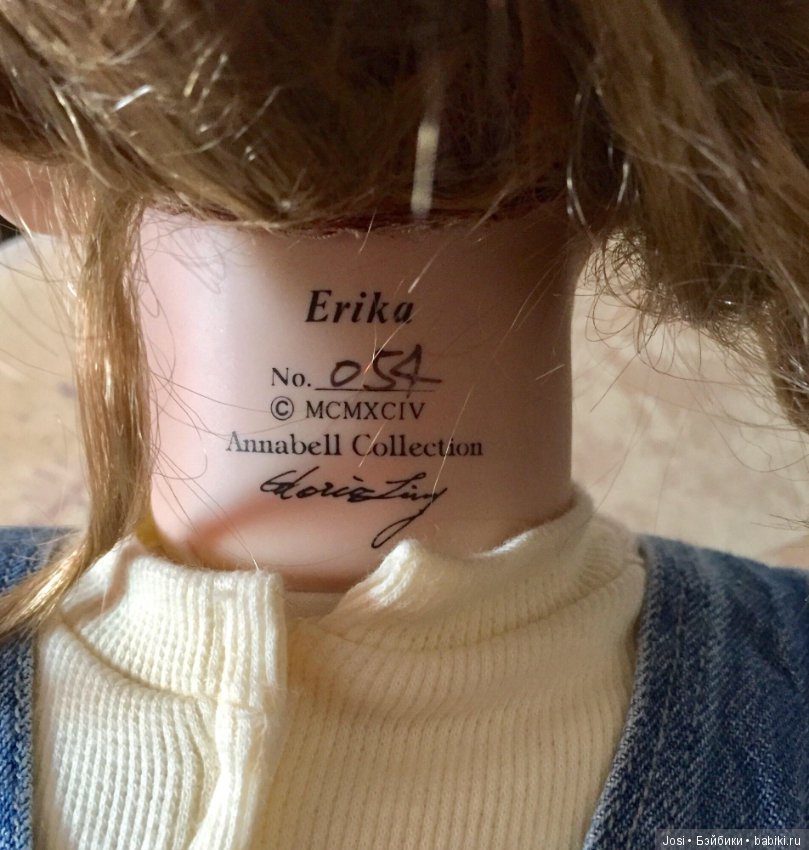 Erika
No. 054
© MCMXCIV
Annabell Collection
Josi • Бэйбики • babiki.ru